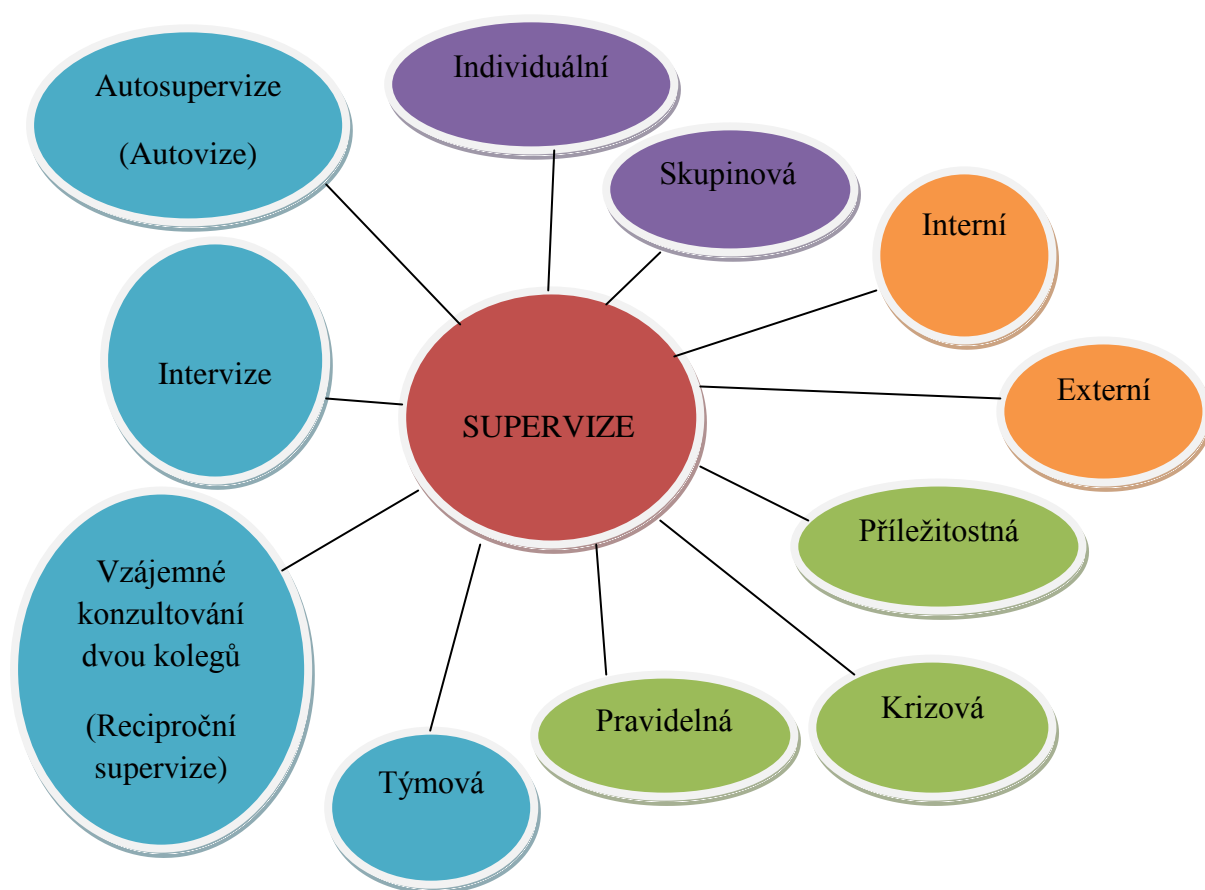 Individuální
Autosupervize
(Autovize)
Skupinová
Interní
Intervize
Externí
SUPERVIZE
Příležitostná
Vzájemné
konzultování
dvou kolegů
(Reciproční
supervize)
Krizová
Pravidelná
Týmová